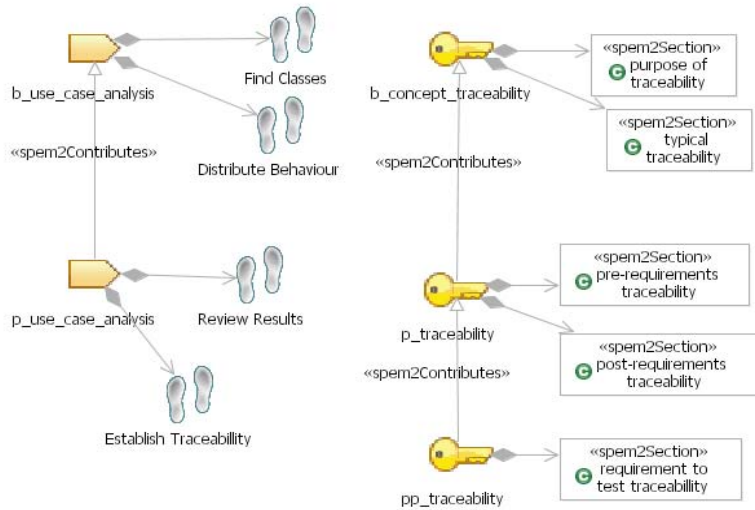 Find Classes
b_use_case_analysis
«spem2Contributes»
Distribute Behaviour
p_use_case_analysis
Review Results
Establish Traceability
b_concept_traceability
«spem2Section»
C purpose of
traceability
«spem2Section»
typical
C traceability
«spem2Contributes»
p_traceability
«spem2Section»
pre-requirements
C traceability
«spem2Section»
C post-requirements
traceability
«spem2Contributes»
pp_traceability
«spem2Section»
C requirement to
test traceabillity